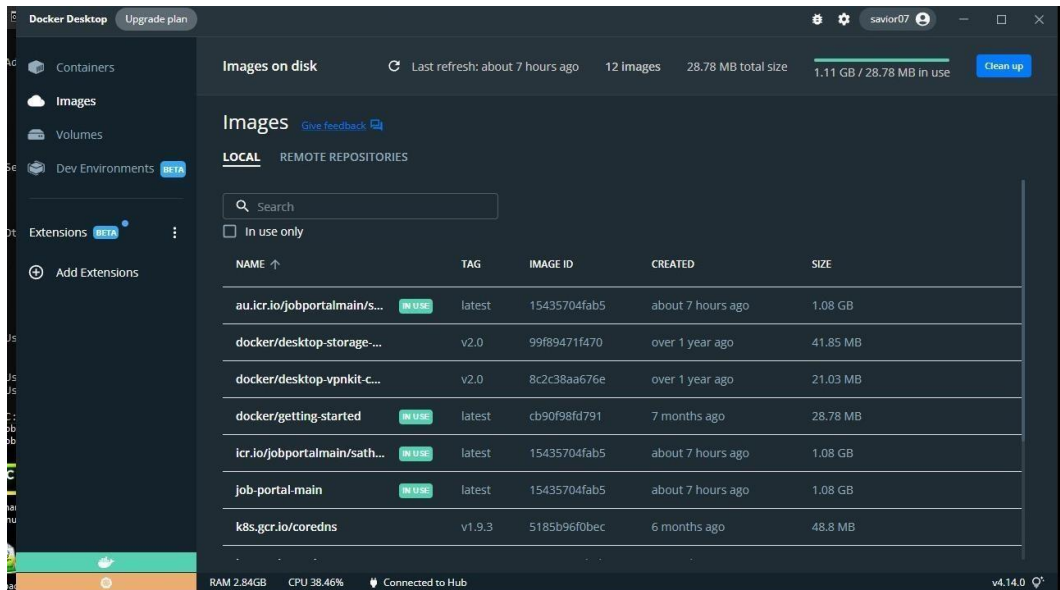 Docker Desktop Upgrade plan savior07
Containers
Images
Volumes
Dev Environments BETA
Extensions BETA
Add Extensions
Images on disk Last refresh: about 7 hours ago 12 images 28.78 MB total size 1.11 GB / 28.78 MB in use Clean up
Images Give feedback
LOCAL REMOTE REPOSITORIES
Search
In use only
NAME TAG IMAGE ID CREATED SIZE
au.icr.io/jobportalmain/s... IN USE latest 15435704fab5 about 7 hours ago 1.08 GB
docker/desktop-storage-... v2.0 99f89471f470 over 1 year ago 41.85 MB
docker/desktop-vpnkit-c... v2.0 8c2c38aa676e over 1 year ago 21.03 MB
docker/getting-started IN USE latest cb90f98fd791 7 months ago 28.78 MB
icr.io/jobportalmain/sath... IN USE latest 15435704fab5 about 7 hours ago 1.08 GB
job-portal-main IN USE latest 15435704fab5 about 7 hours ago 1.08 GB
k8s.gcr.io/coredns v1.9.3 5185b96f0bec 6 months ago 48.8 MB
RAM 2.84GB CPU 38.46% Connected to Hub v4.14.0